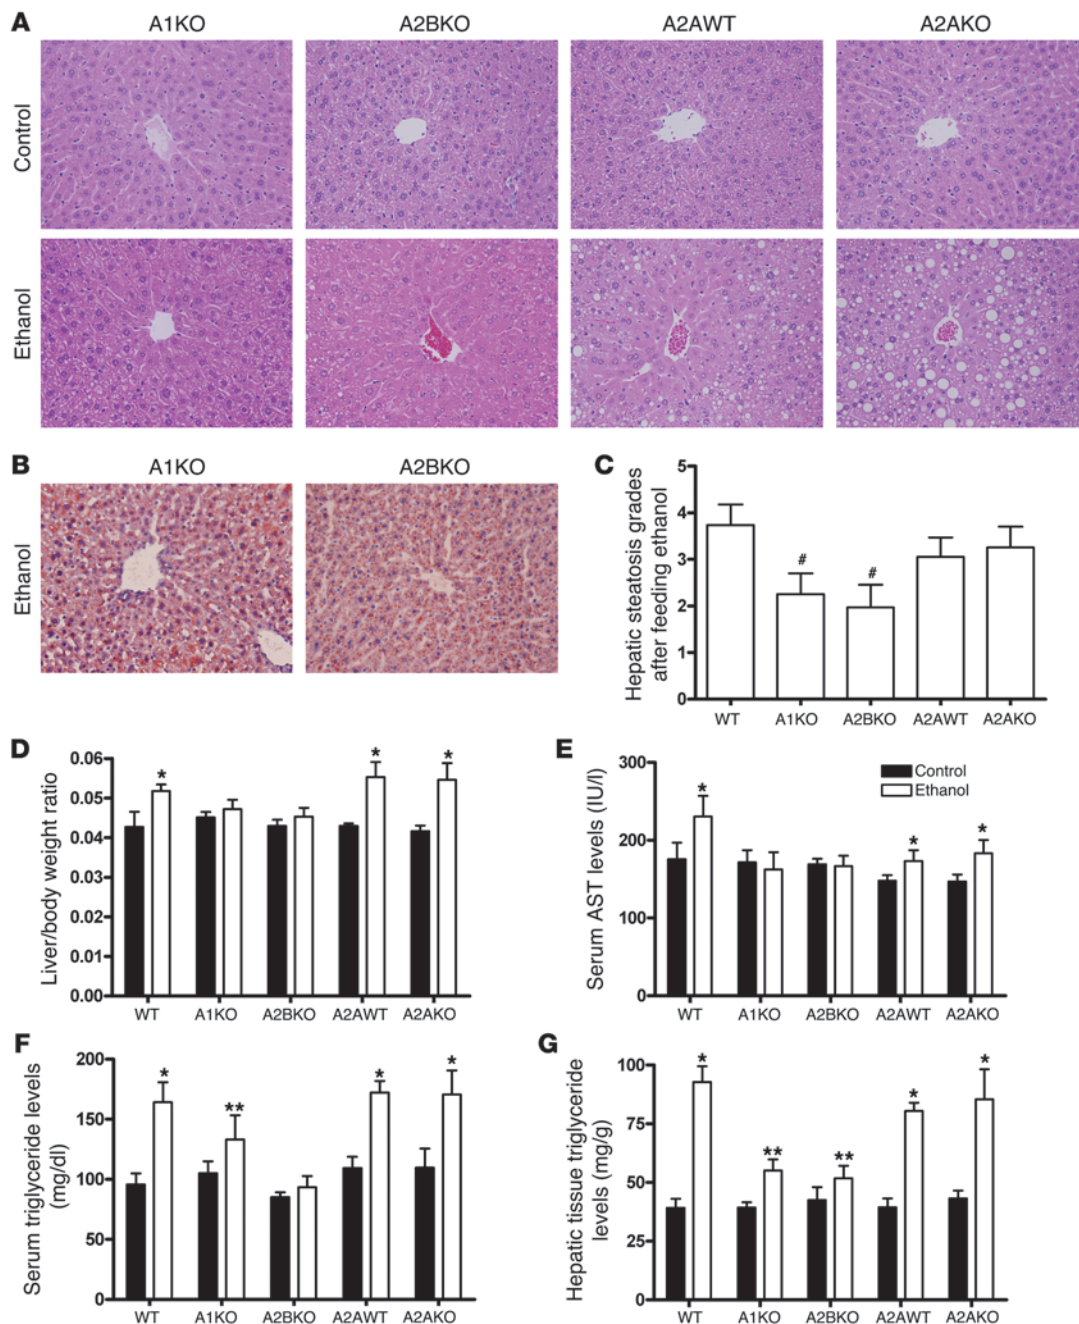 A
A1KO A2BKO A2AWT A2AKO
Control
Ethanol
B
A1KO A2BKO
Ethanol
C
Hepatic steatosis grades
after feeding ethanol
5
4
3
2
1
0
# #
WT A1KO A2BKO A2AWT A2AKO
D
Liver/body weight ratio
0.06
0.05
0.04
0.03
0.02
0.01
0.00
* * *
WT A1KO A2BKO A2AWT A2AKO
E
Serum AST levels (IU/l)
300
200
100
0
Control
Ethanol
* * *
WT A1KO A2BKO A2AWT A2AKO
F
Serum triglyceride levels
(mg/dl)
200
150
100
50
0
* ** * *
WT A1KO A2BKO A2AWT A2AKO
G
Hepatic tissue triglyceride
levels (mg/g)
100
75
50
25
0
* ** ** * *
WT A1KO A2BKO A2AWT A2AKO